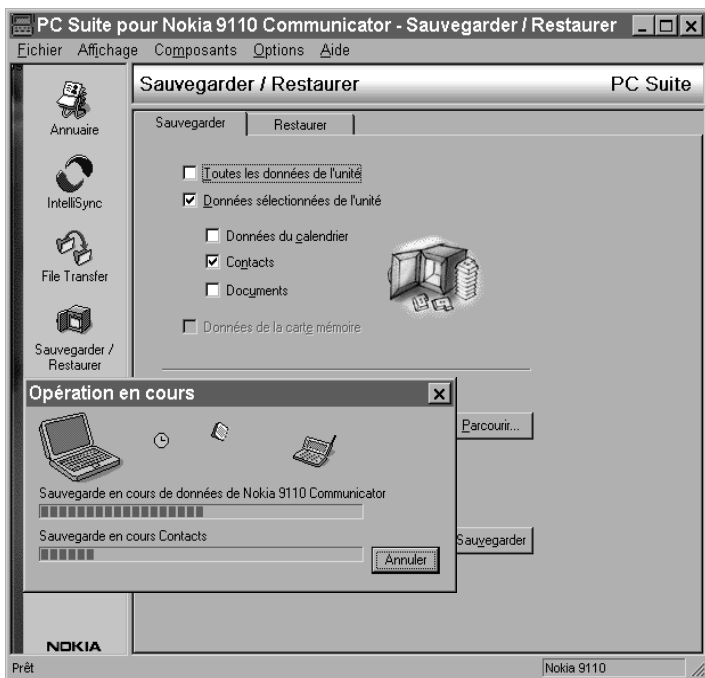 PC Suite pour Nokia 9110 Communicator - Sauvegarder / Restaurer
Fichier Affichage Composants Options Aide
Sauvegarder / Restaurer PC Suite
Annuaire
IntelliSync
File Transfer
Sauvegarder /
Restaurer
Sauvegarder Restaurer
Toutes les données de l'unité
Données sélectionnées de l'unité
Données du calendrier
Contacts
Documents
Données de la carte mémoire
Parcourir...
Sauvegarder
Opération en cours
Sauvegarde en cours de données de Nokia 9110 Communicator
Sauvegarde en cours Contacts
Annuler
NOKIA
Prêt Nokia 9110